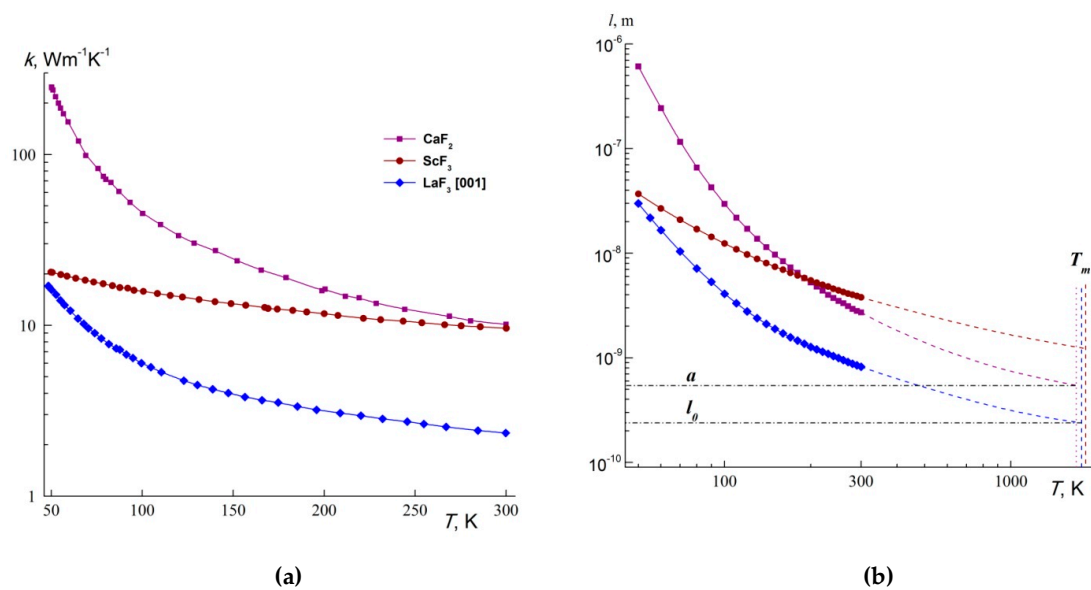 k, Wm⁻¹K⁻¹
100
10
1
50
100
150
200
250
300
T, K
CaF₂
ScF₃
LaF₃ [001]
(a)
l, m
10⁻⁶
10⁻⁷
10⁻⁸
10⁻⁹
10⁻¹⁰
a
l₀
Tₘ
100
300
1000
T, K
(b)